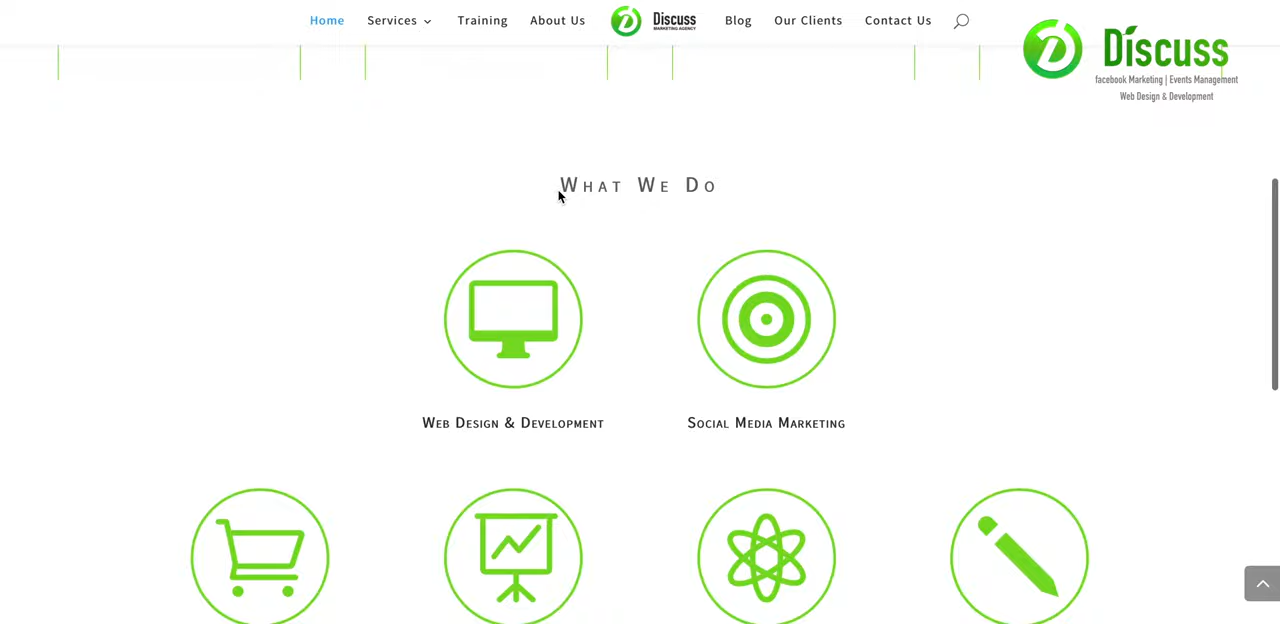 Home Services Training About Us Discuss MARKETING AGENCY Blog Our Clients Contact Us
Discuss
facebook Marketing | Events Management
Web Design & Development
What We Do
Web Design & Development
Social Media Marketing